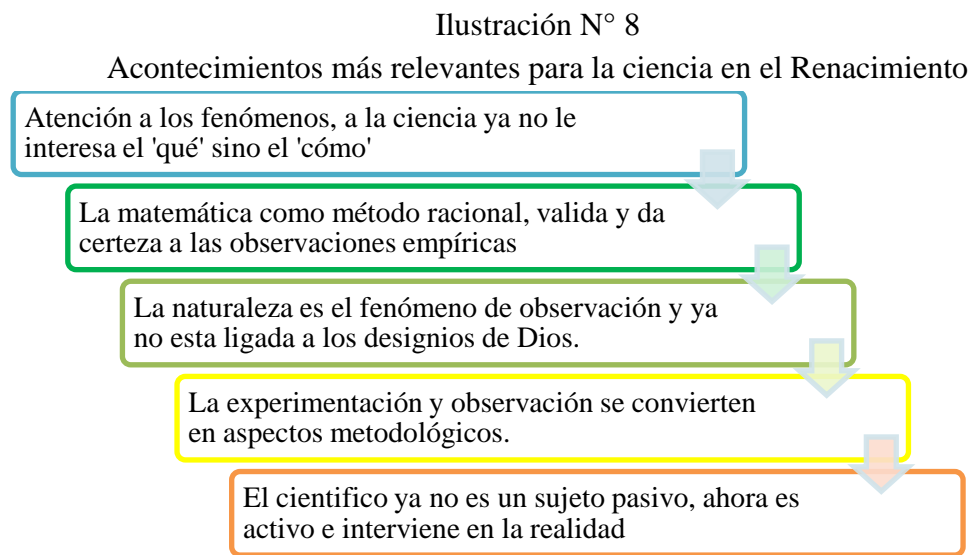 Ilustración N° 8
Acontecimientos más relevantes para la ciencia en el Renacimiento
Atención a los fenómenos, a la ciencia ya no le
interesa el 'qué' sino el 'cómo'
La matemática como método racional, valida y da
certeza a las observaciones empíricas
La naturaleza es el fenómeno de observación y ya
no esta ligada a los designios de Dios.
La experimentación y observación se convierten
en aspectos metodológicos.
El cientifico ya no es un sujeto pasivo, ahora es
activo e interviene en la realidad